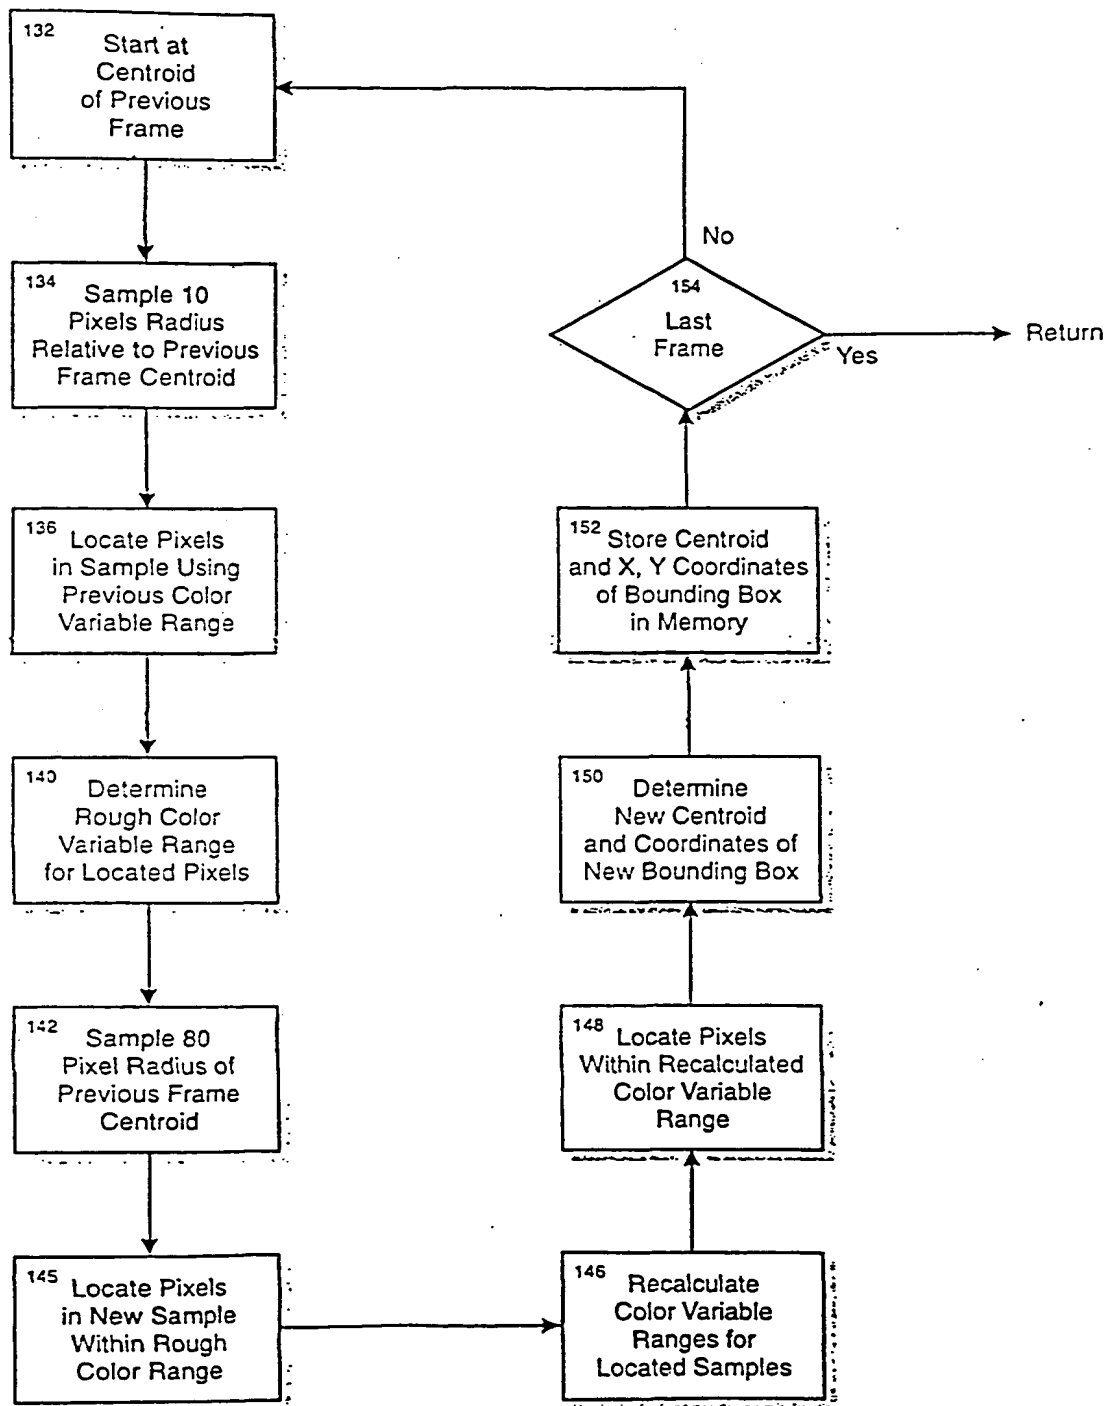 132
Start at
Centroid
of Previous
Frame
134
Sample 10
Pixels Radius
Relative to Previous
Frame Centroid
136
Locate Pixels
in Sample Using
Previous Color
Variable Range
140
Determine
Rough Color
Variable Range
for Located Pixels
142
Sample 80
Pixel Radius of
Previous Frame
Centroid
145
Locate Pixels
in New Sample
Within Rough
Color Range
146
Recalculate
Color Variable
Ranges for
Located Samples
148
Locate Pixels
Within Recalculated
Color Variable
Range
150
Determine
New Centroid
and Coordinates of
New Bounding Box
152
Store Centroid
and X, Y Coordinates
of Bounding Box
in Memory
154
Last
Frame
No
Yes
Return